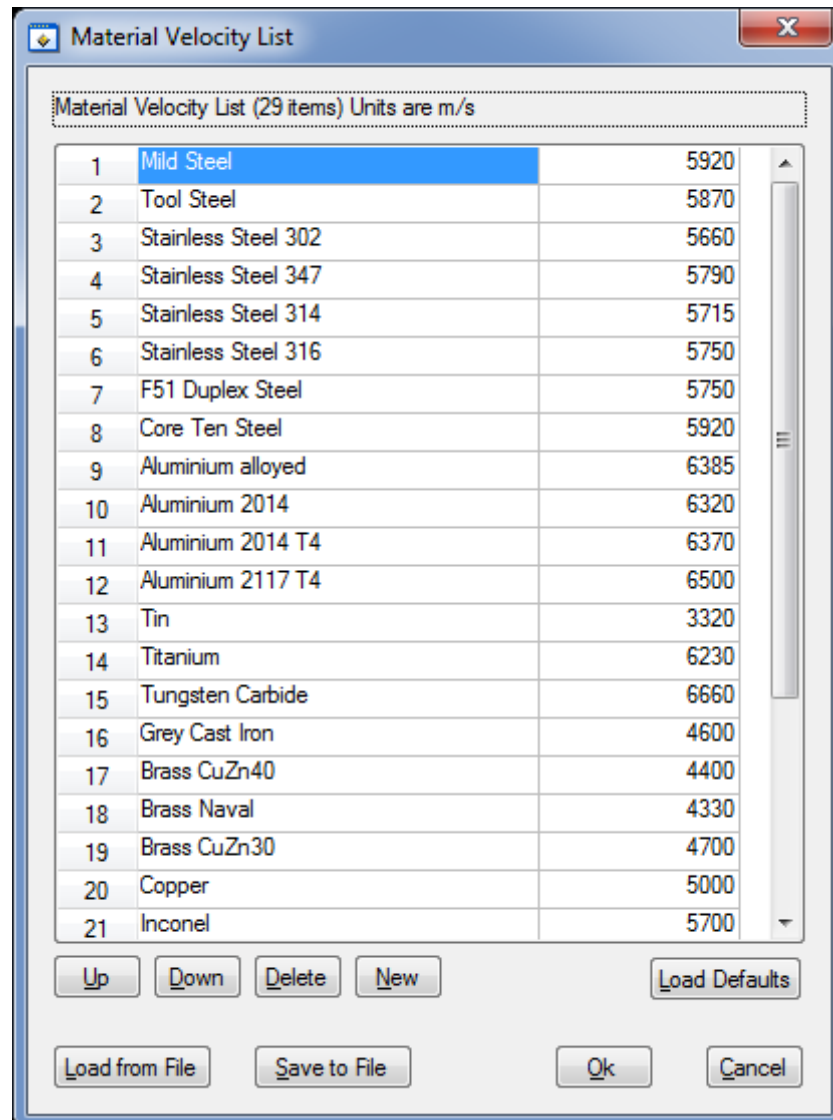 Material Velocity List
Material Velocity List (29 items) Units are m/s
1 Mild Steel 5920
2 Tool Steel 5870
3 Stainless Steel 302 5660
4 Stainless Steel 347 5790
5 Stainless Steel 314 5715
6 Stainless Steel 316 5750
7 F51 Duplex Steel 5750
8 Core Ten Steel 5920
9 Aluminium alloyed 6385
10 Aluminium 2014 6320
11 Aluminium 2014 T4 6370
12 Aluminium 2117 T4 6500
13 Tin 3320
14 Titanium 6230
15 Tungsten Carbide 6660
16 Grey Cast Iron 4600
17 Brass CuZn40 4400
18 Brass Naval 4330
19 Brass CuZn30 4700
20 Copper 5000
21 Inconel 5700
Up Down Delete New Load Defaults
Load from File Save to File Ok Cancel